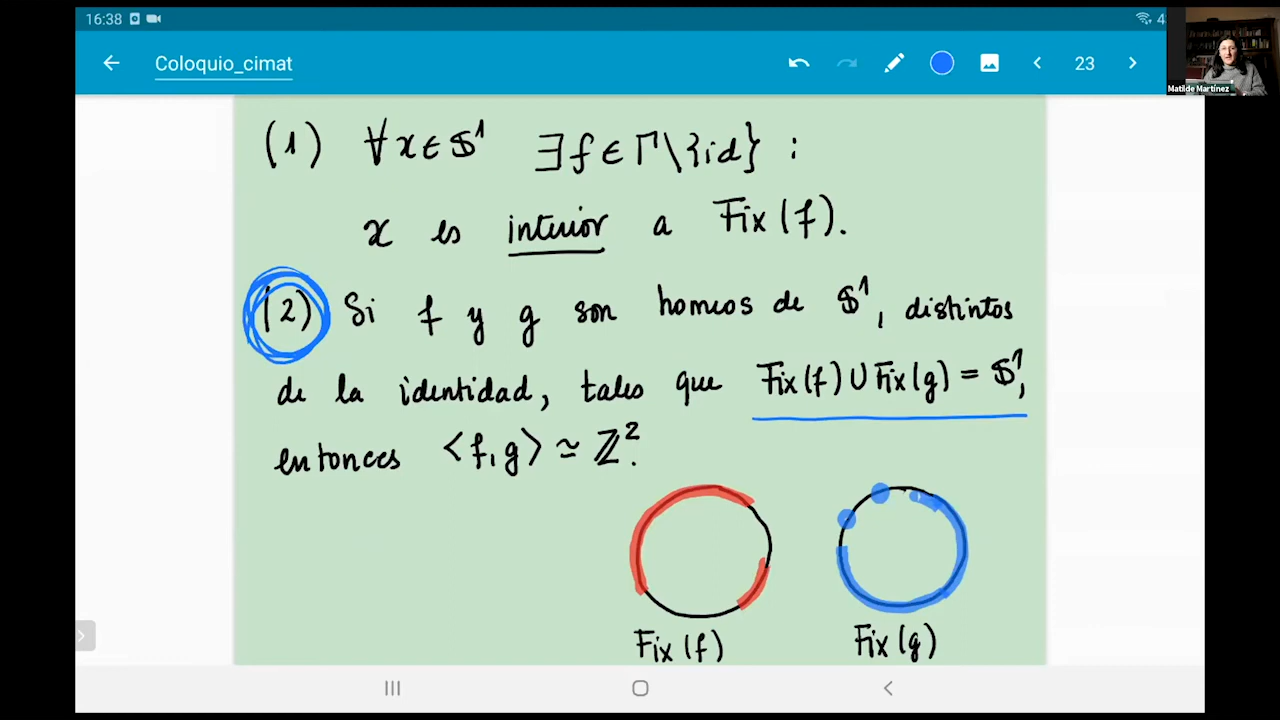 16:38
4
Coloquio_cimat
23
Matilde Martínez
(1) ∀x∈𝕊¹ ∃f∈Γ\{id} :
x es interior a Fix(f).
(2) Si f y g son homeos de 𝕊¹, distintos
de la identidad, tales que Fix(f)∪Fix(g) = 𝕊¹,
entonces <f,g> ≃ ℤ².
Fix(f) Fix(g)